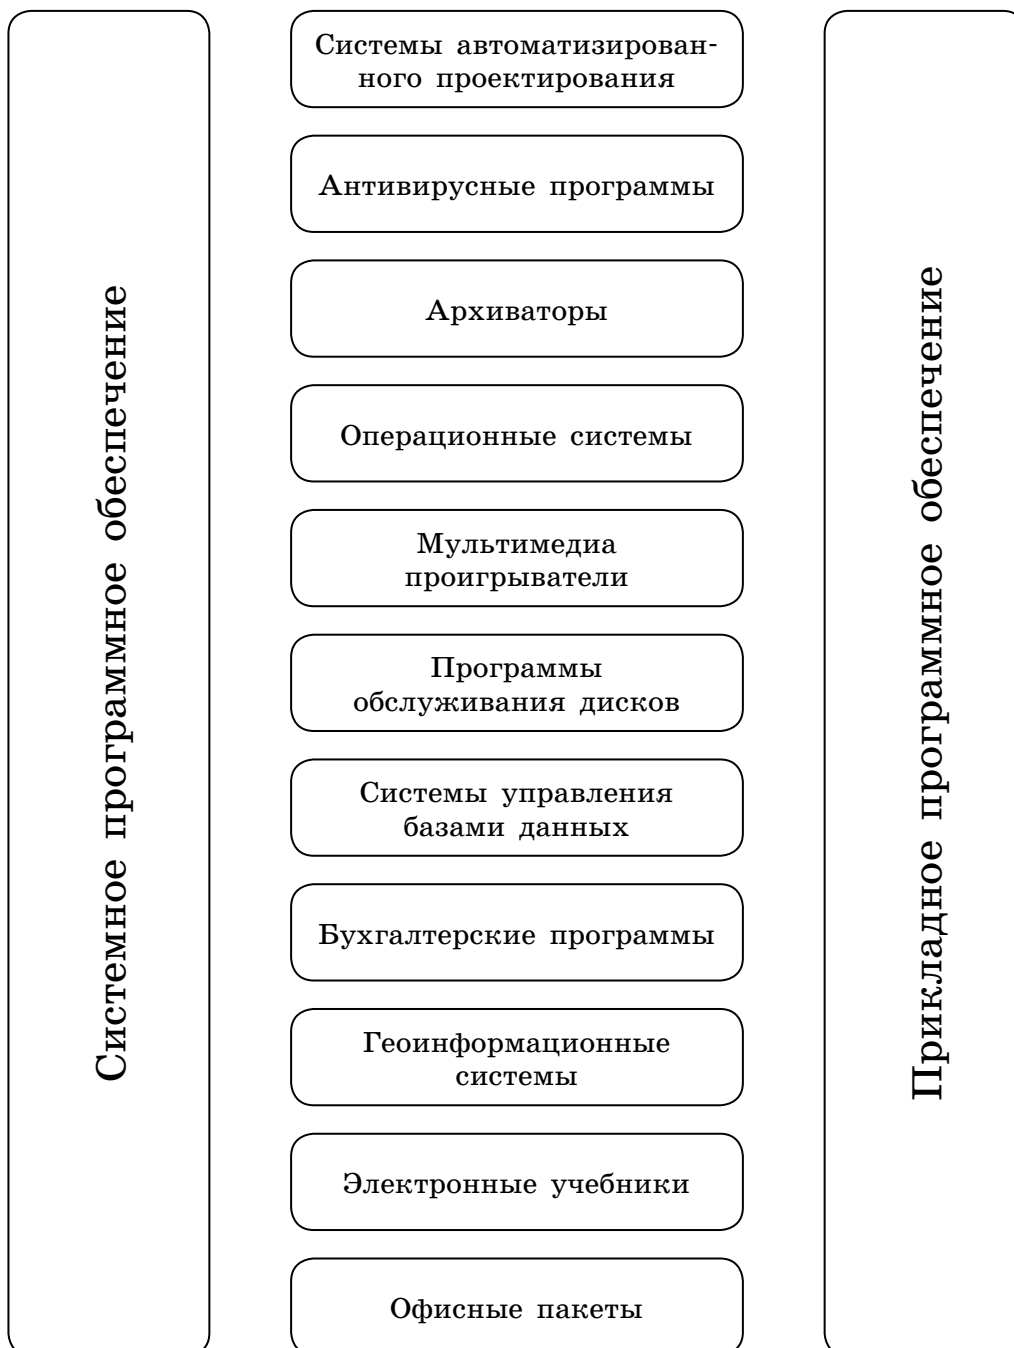 Системное программное обеспечение
Системы автоматизирован-
ного проектирования
Антивирусные программы
Архиваторы
Операционные системы
Мультимедиа
проигрыватели
Программы
обслуживания дисков
Системы управления
базами данных
Бухгалтерские программы
Геоинформационные
системы
Электронные учебники
Офисные пакеты
Прикладное программное обеспечение